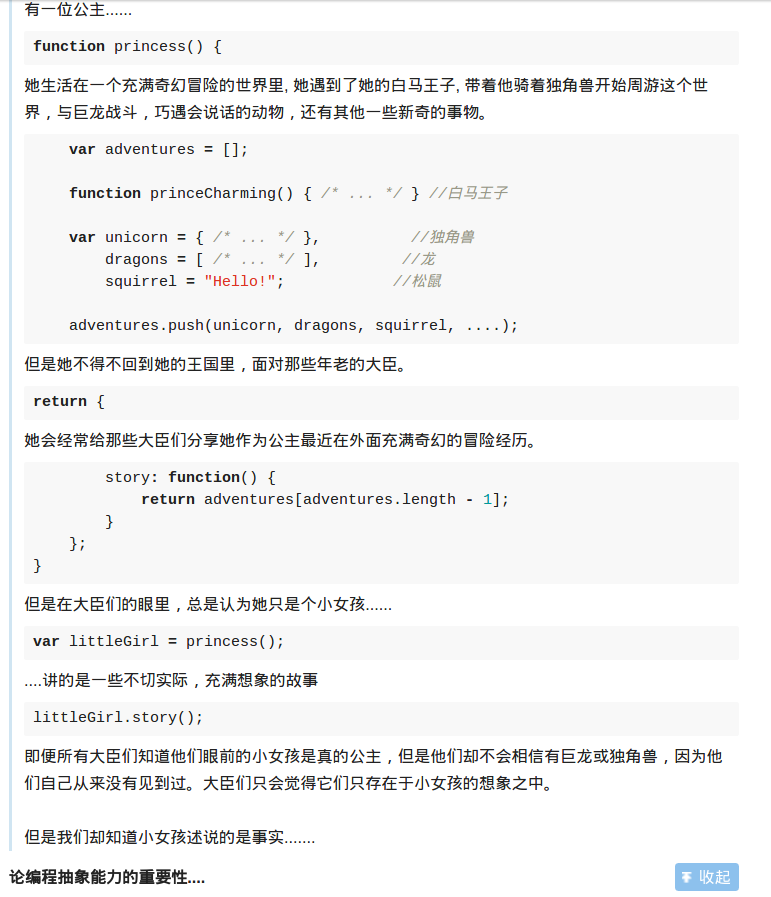 有一位公主......
function princess() {
她生活在一个充满奇幻冒险的世界里, 她遇到了她的白马王子, 带着他骑着独角兽开始周游这个世
界，与巨龙战斗，巧遇会说话的动物，还有其他一些新奇的事物。
var adventures = [];
function princeCharming() { /* ... */ } //白马王子
var unicorn = { /* ... */ }, //独角兽
dragons = [ /* ... */ ], //龙
squirrel = "Hello!"; //松鼠
adventures.push(unicorn, dragons, squirrel, ....);
但是她不得不回到她的王国里，面对那些年老的大臣。
return {
她会经常给那些大臣们分享她作为公主最近在外面充满奇幻的冒险经历。
story: function() {
return adventures[adventures.length - 1];
}
};
}
但是在大臣们的眼里，总是认为她只是个小女孩......
var littleGirl = princess();
....讲的是一些不切实际，充满想象的故事
littleGirl.story();
即便所有大臣们知道他们眼前的小女孩是真的公主，但是他们却不会相信有巨龙或独角兽，因为他
们自己从来没有见到过。大臣们只会觉得它们只存在于小女孩的想象之中。
但是我们却知道小女孩述说的是事实.......
论编程抽象能力的重要性....
收起